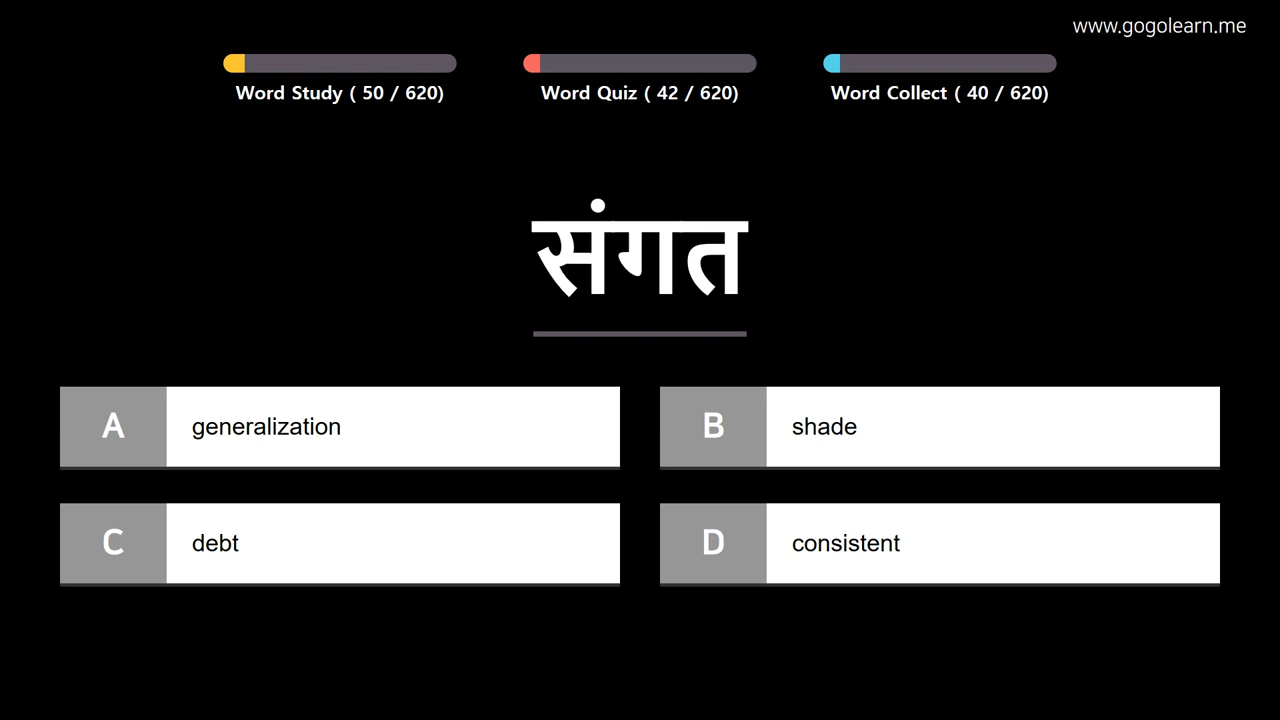 www.gogolearn.me
Word Study ( 50 / 620)
Word Quiz ( 42 / 620)
Word Collect ( 40 / 620)
संगत
A generalization
B shade
C debt
D consistent